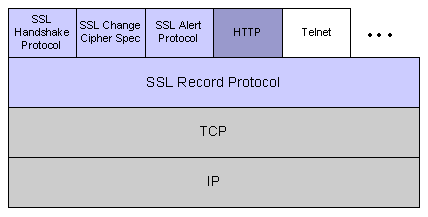 SSL
Handshake
Protocol
SSL Change
Cipher Spec
SSL Alert
Protocol
HTTP
Telnet
...
SSL Record Protocol
TCP
IP